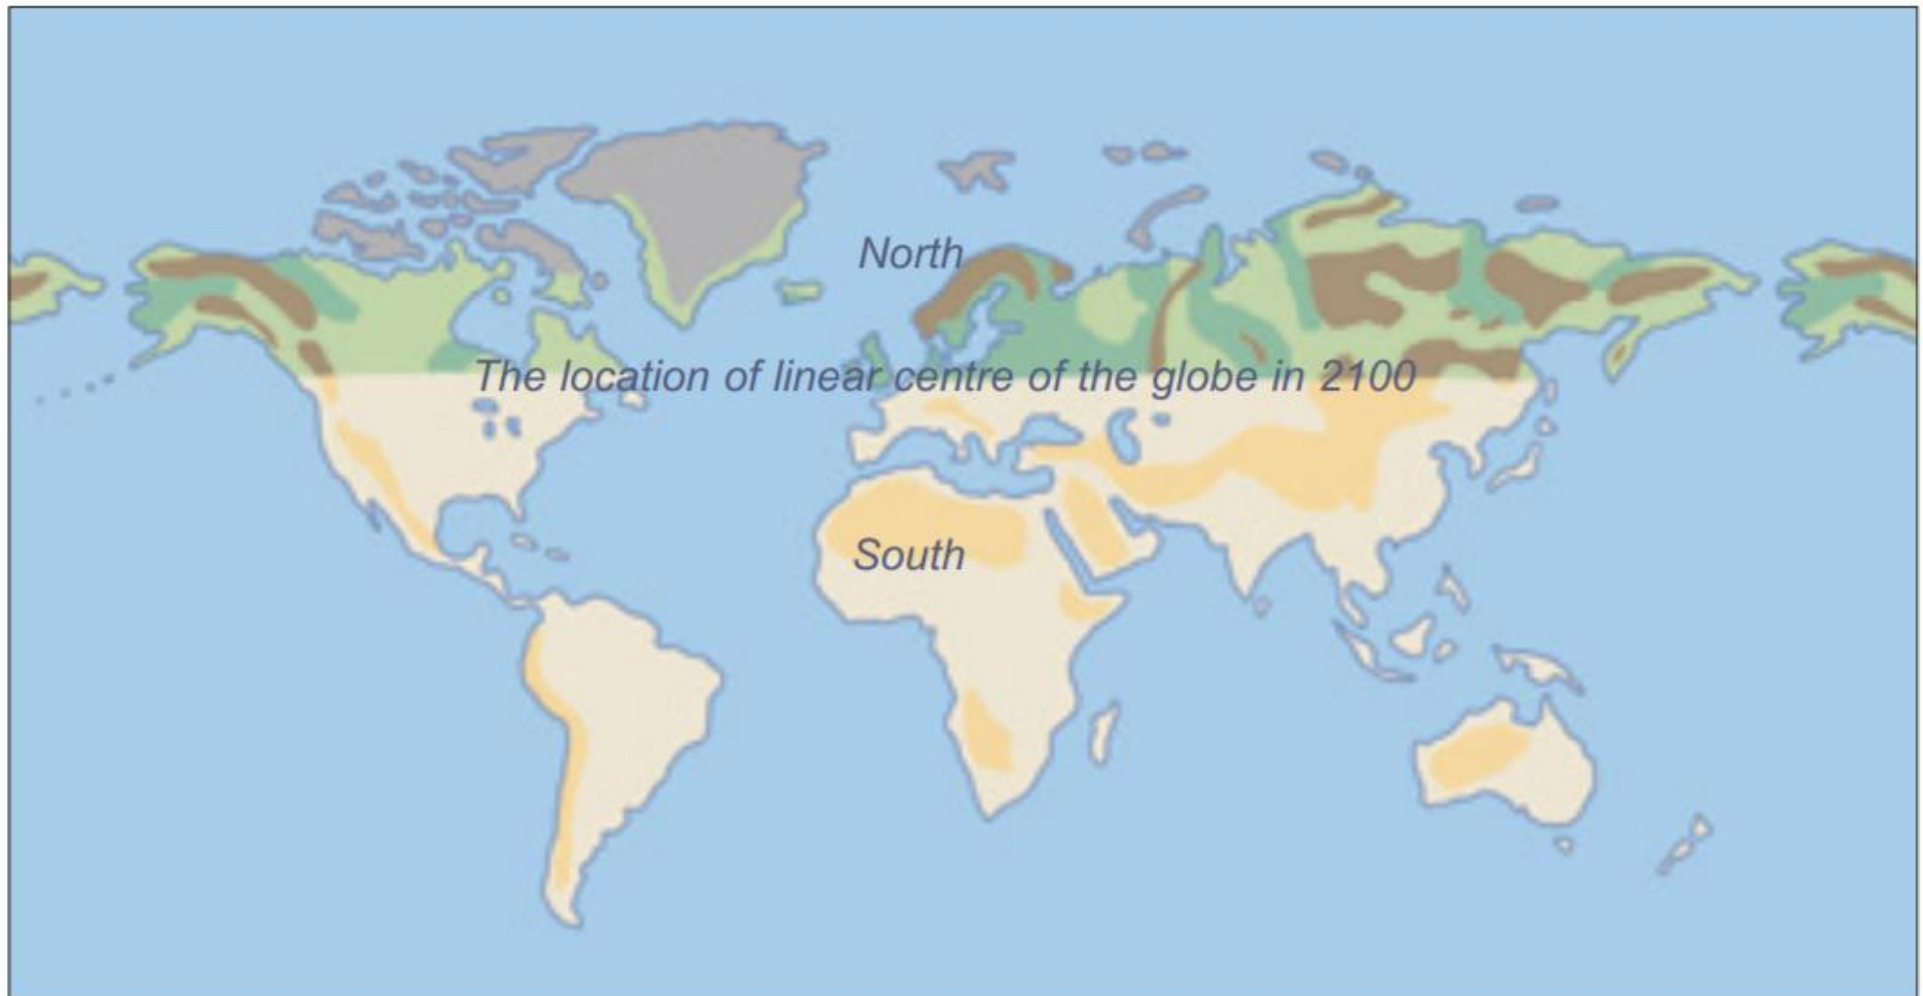 North
The location of linear centre of the globe in 2100
South